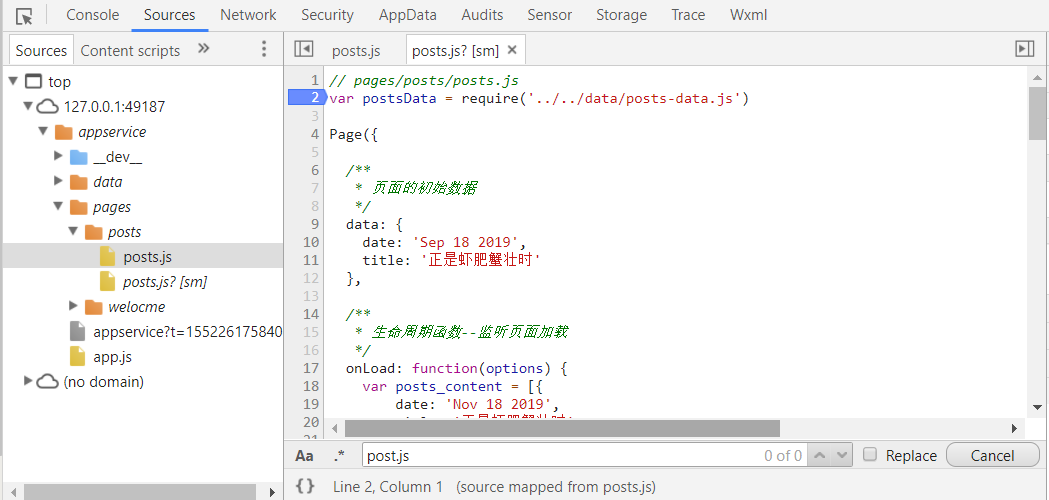 Console Sources Network Security AppData Audits Sensor Storage Trace Wxml
Sources Content scripts »
top
127.0.0.1:49187
appservice
__dev__
data
pages
posts
posts.js
posts.js? [sm]
welocme
appservice?t=155226175840
app.js
(no domain)
posts.js posts.js? [sm] ×
1 // pages/posts/posts.js
2 var postsData = require('../../data/posts-data.js')
3
4 Page({
5
6 /**
7 * 页面的初始数据
8 */
9 data: {
10 date: 'Sep 18 2019',
11 title: '正是虾肥蟹壮时'
12 },
13
14 /**
15 * 生命周期函数--监听页面加载
16 */
17 onLoad: function(options) {
18 var posts_content = [{
19 date: 'Nov 18 2019',
20
Aa .* post.js 0 of 0 Replace Cancel
{} Line 2, Column 1 (source mapped from posts.js)